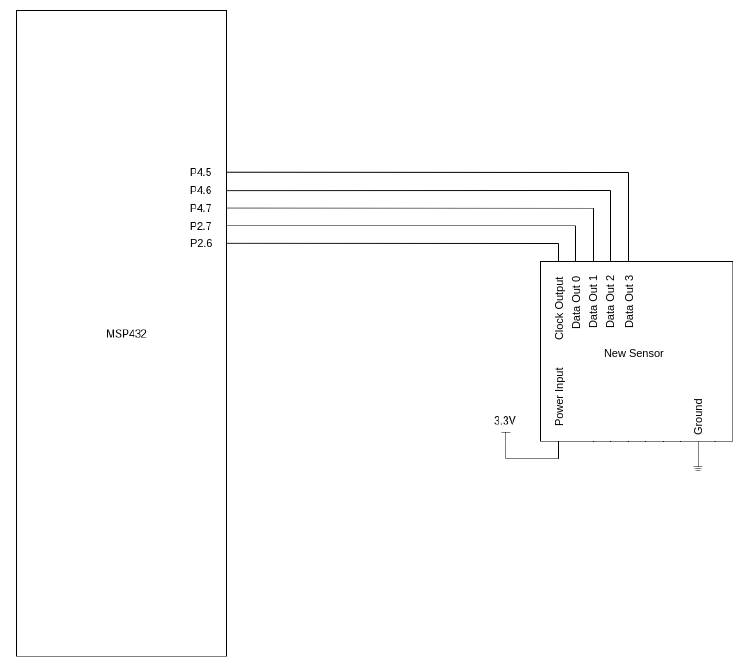 P4.5
P4.6
P4.7
P2.7
P2.6
MSP432
Clock Output
Data Out 0
Data Out 1
Data Out 2
Data Out 3
New Sensor
Power Input
Ground
3.3V